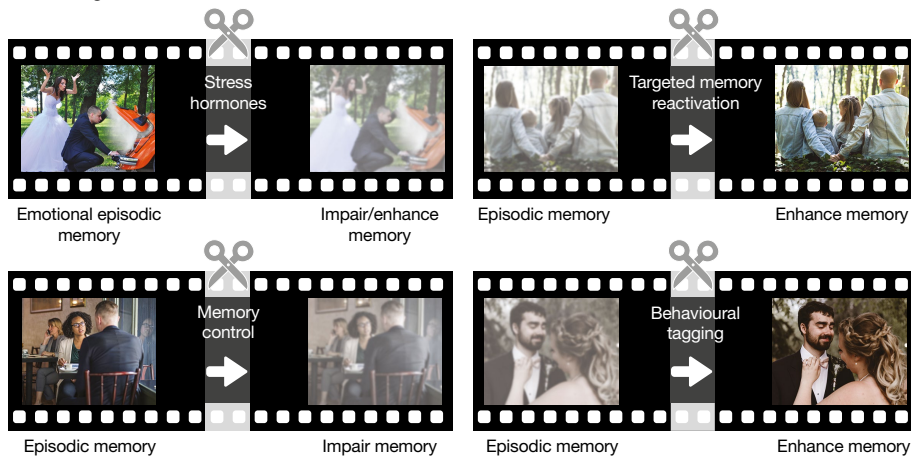 Stress
hormones
Emotional episodic
memory
Impair/enhance
memory
Targeted memory
reactivation
Episodic memory
Enhance memory
Memory
control
Episodic memory
Impair memory
Behavioural
tagging
Episodic memory
Enhance memory